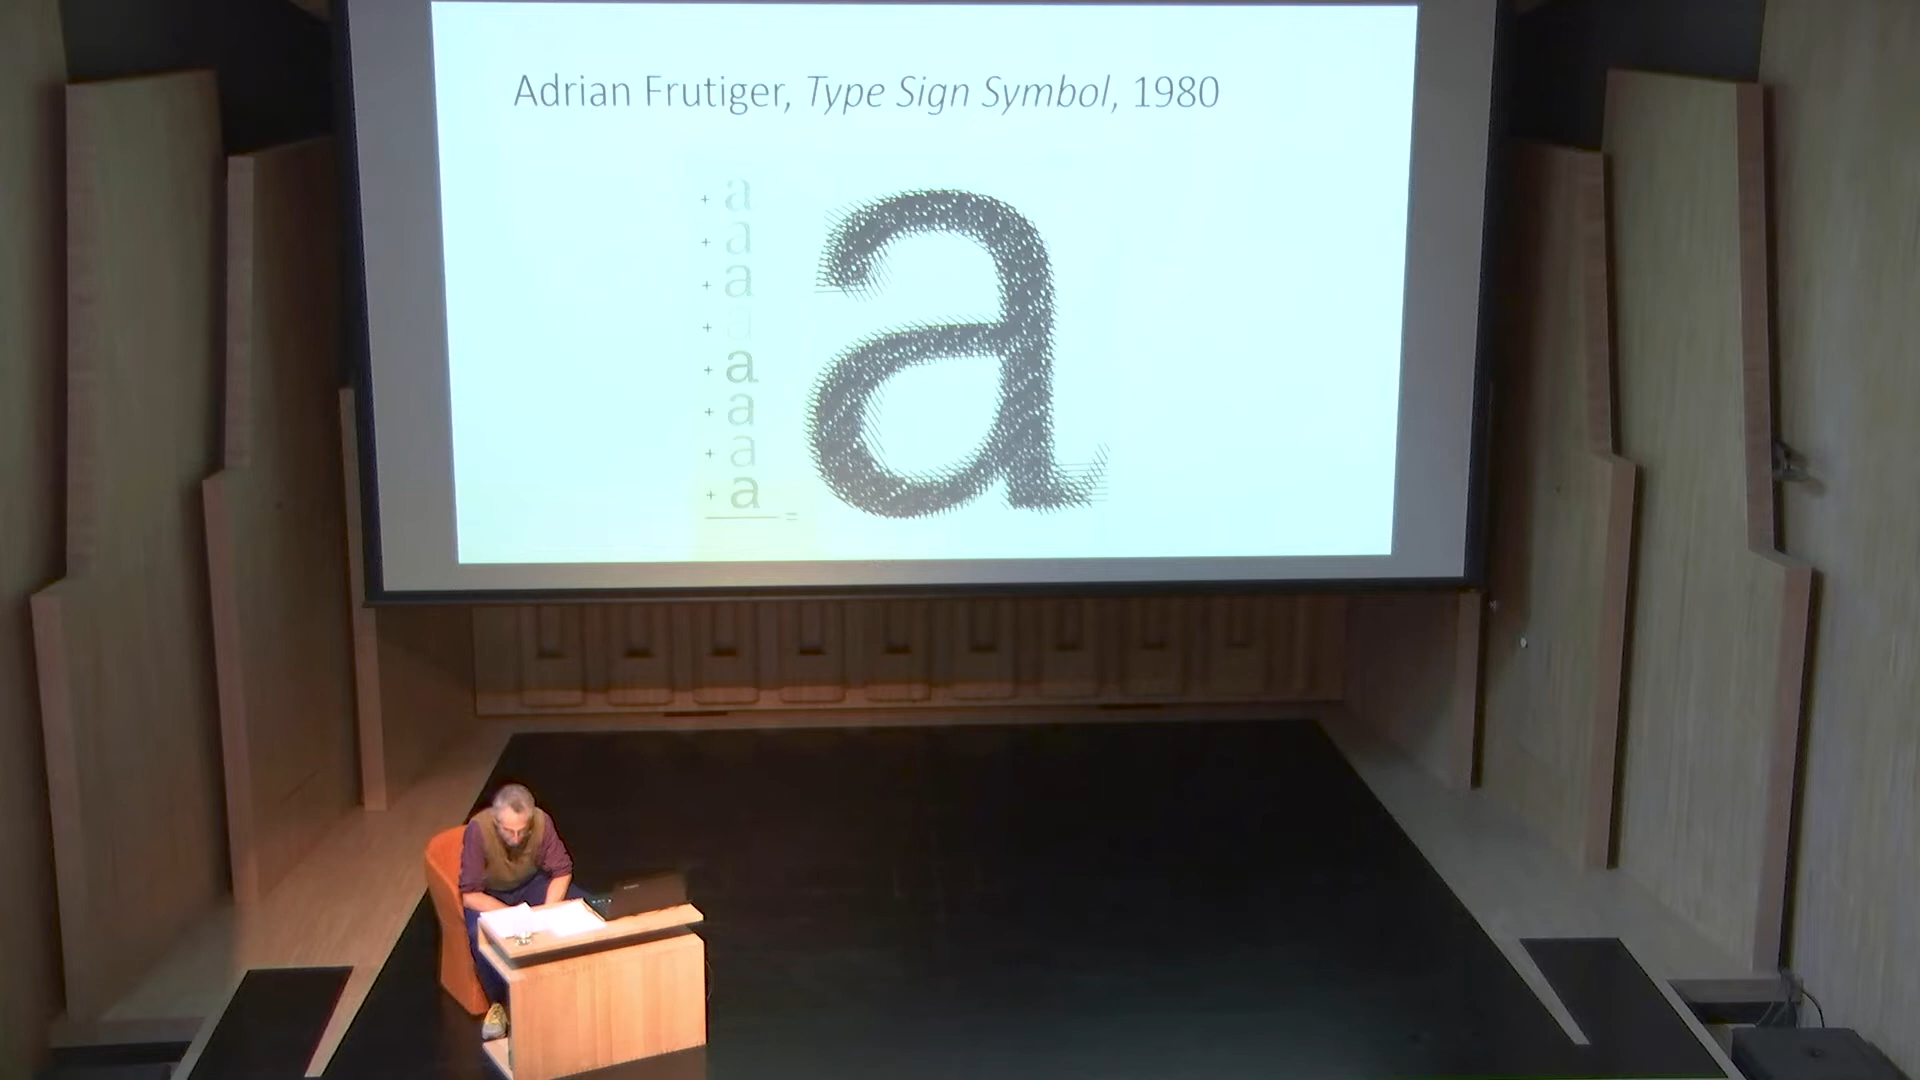 Adrian Frutiger, Type Sign Symbol, 1980
+ a
+ a
+ a
+ a
+ a
+ a
+ a
+ a
=
a